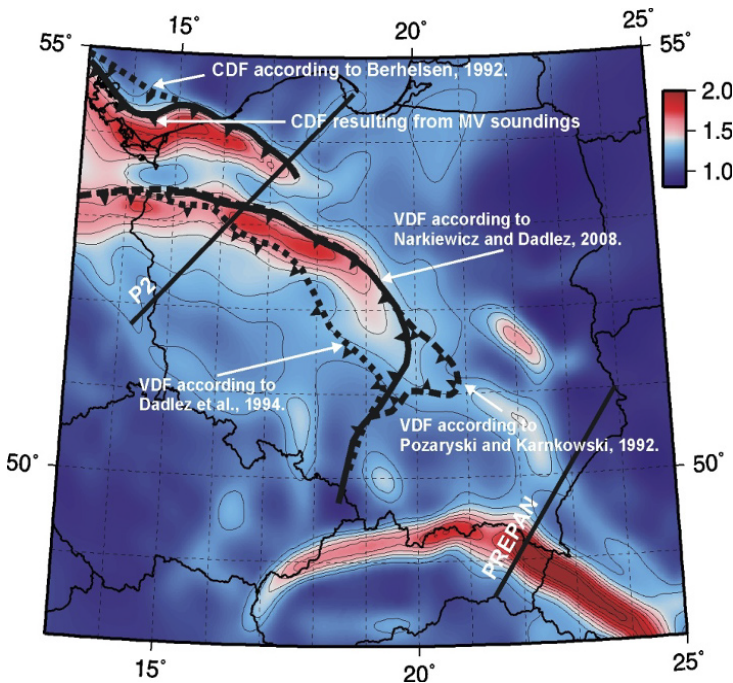 15°
20°
25°
55°
55°
CDF according to Berhelsen, 1992.
2.0
CDF resulting from MV soundings
1.5
1.0
VDF according to
Narkiewicz and Dadlez, 2008.
P2
VDF according to
Dadlez et al., 1994.
VDF according to
Pozaryski and Karnkowski, 1992.
50°
50°
PREPAN
15°
20°
25°